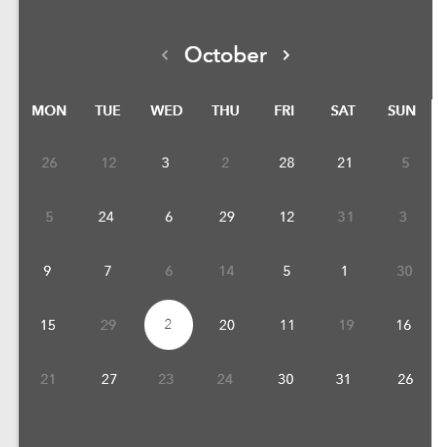 ‹ October ›
MON TUE WED THU FRI SAT SUN
26 12 3 2 28 21 5
5 24 6 29 12 31 3
9 7 6 14 5 1 30
15 29 2 20 11 19 16
21 27 23 24 30 31 26